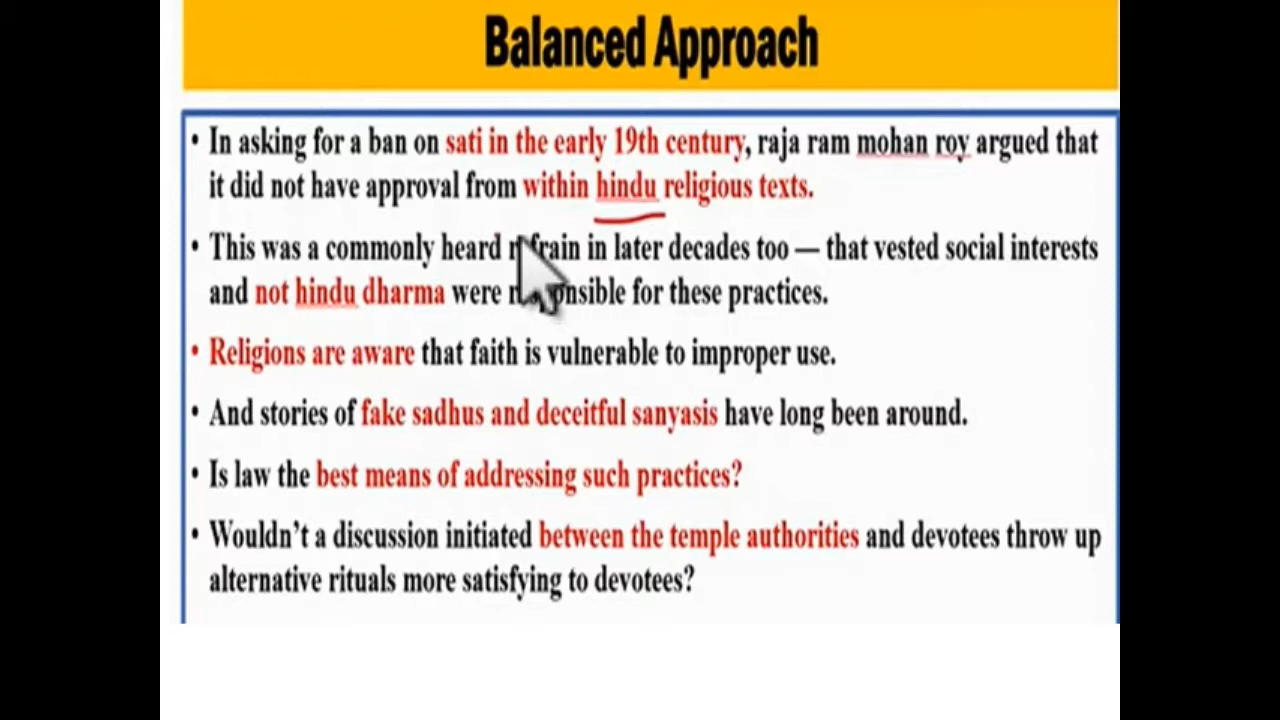 Balanced Approach
• In asking for a ban on sati in the early 19th century, raja ram mohan roy argued that
it did not have approval from within hindu religious texts.
• This was a commonly heard in later decades too — that vested social interests
and not hindu dharma were for these practices.
• Religions are aware that faith is vulnerable to improper use.
• And stories of fake sadhus and deceitful sanyasis have long been around.
• Is law the best means of addressing such practices?
• Wouldn't a discussion initiated between the temple authorities and devotees throw up
alternative rituals more satisfying to devotees?